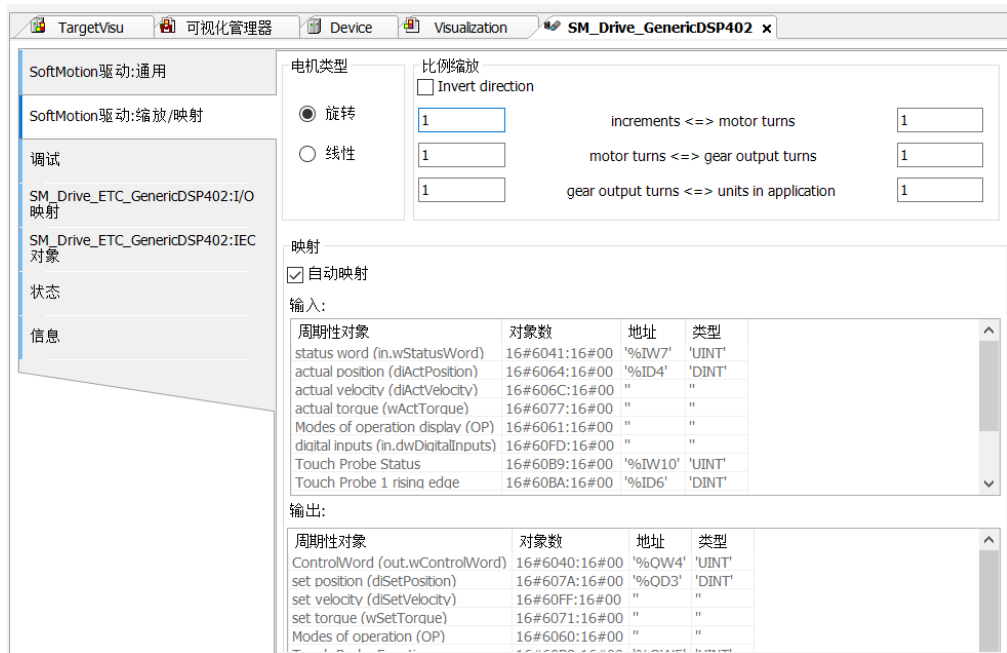 TargetVisu 可视化管理器 Device Visualization SM_Drive_GenericDSP402 x
SoftMotion驱动:通用
SoftMotion驱动:缩放/映射
调试
SM_Drive_ETC_GenericDSP402:I/O
映射
SM_Drive_ETC_GenericDSP402:IEC
对象
状态
信息
电机类型
旋转
线性
比例缩放
Invert direction
1 increments <=> motor turns 1
1 motor turns <=> gear output turns 1
1 gear output turns <=> units in application 1
映射
自动映射
输入:
周期性对象 对象数 地址 类型
status word (in.wStatusWord) 16#6041:16#00 '%IW7' 'UINT'
actual position (diActPosition) 16#6064:16#00 '%ID4' 'DINT'
actual velocity (diActVelocity) 16#606C:16#00 '' ''
actual torque (wActTorque) 16#6077:16#00 '' ''
Modes of operation display (OP) 16#6061:16#00 '' ''
digital inputs (in.dwDigitalInputs) 16#60FD:16#00 '' ''
Touch Probe Status 16#60B9:16#00 '%IW10' 'UINT'
Touch Probe 1 rising edge 16#60BA:16#00 '%ID6' 'DINT'
输出:
周期性对象 对象数 地址 类型
ControlWord (out.wControlWord) 16#6040:16#00 '%QW4' 'UINT'
set position (diSetPosition) 16#607A:16#00 '%QD3' 'DINT'
set velocity (diSetVelocity) 16#60FF:16#00 '' ''
set torque (wSetTorque) 16#6071:16#00 '' ''
Modes of operation (OP) 16#6060:16#00 '' ''